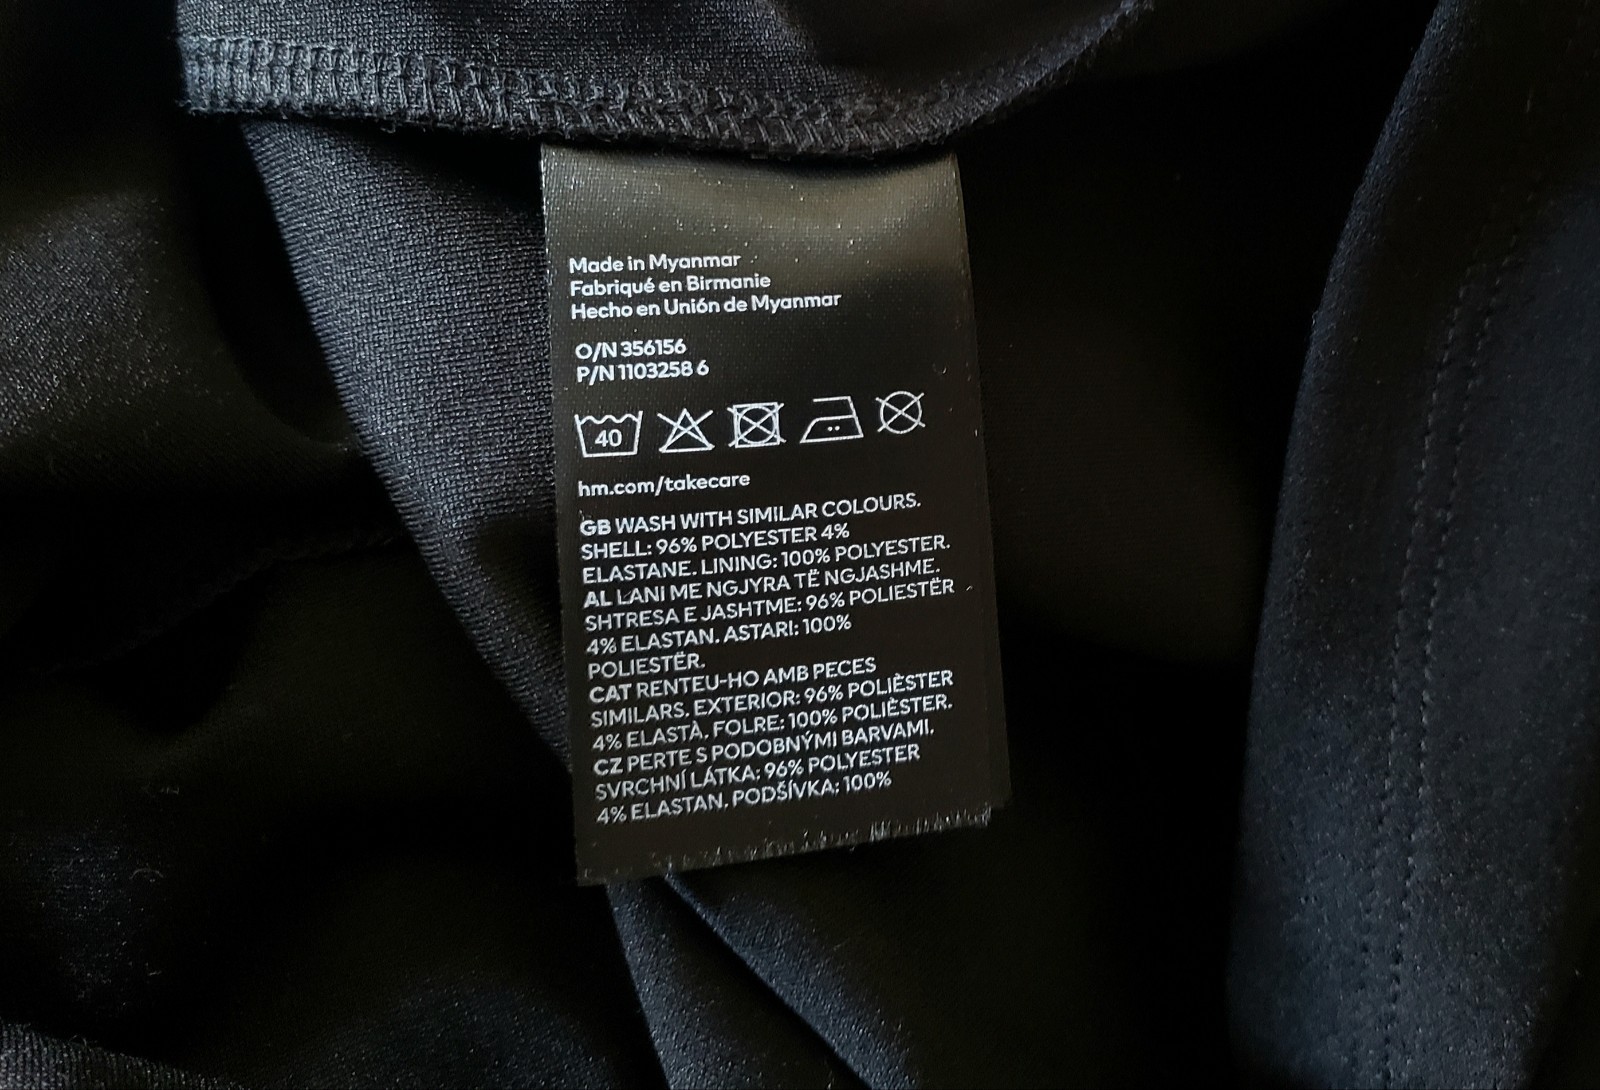 Made in Myanmar
Fabriqué en Birmanie
Hecho en Unión de Myanmar
O/N 356156
P/N 1103258 6
40
hm.com/takecare
GB WASH WITH SIMILAR COLOURS.
SHELL: 96% POLYESTER 4%
ELASTANE. LINING: 100% POLYESTER.
AL LANI ME NGJYRA TË NGJASHME.
SHTRESA E JASHTME: 96% POLIESTËR
4% ELASTAN. ASTARI: 100%
POLIESTËR.
CAT RENTEU-HO AMB PECES
SIMILARS. EXTERIOR: 96% POLIÈSTER
4% ELASTÀ. FOLRE: 100% POLIÈSTER.
CZ PERTE S PODOBNÝMI BARVAMI.
SVRCHNÍ LÁTKA: 96% POLYESTER
4% ELASTAN. PODŠÍVKA: 100%